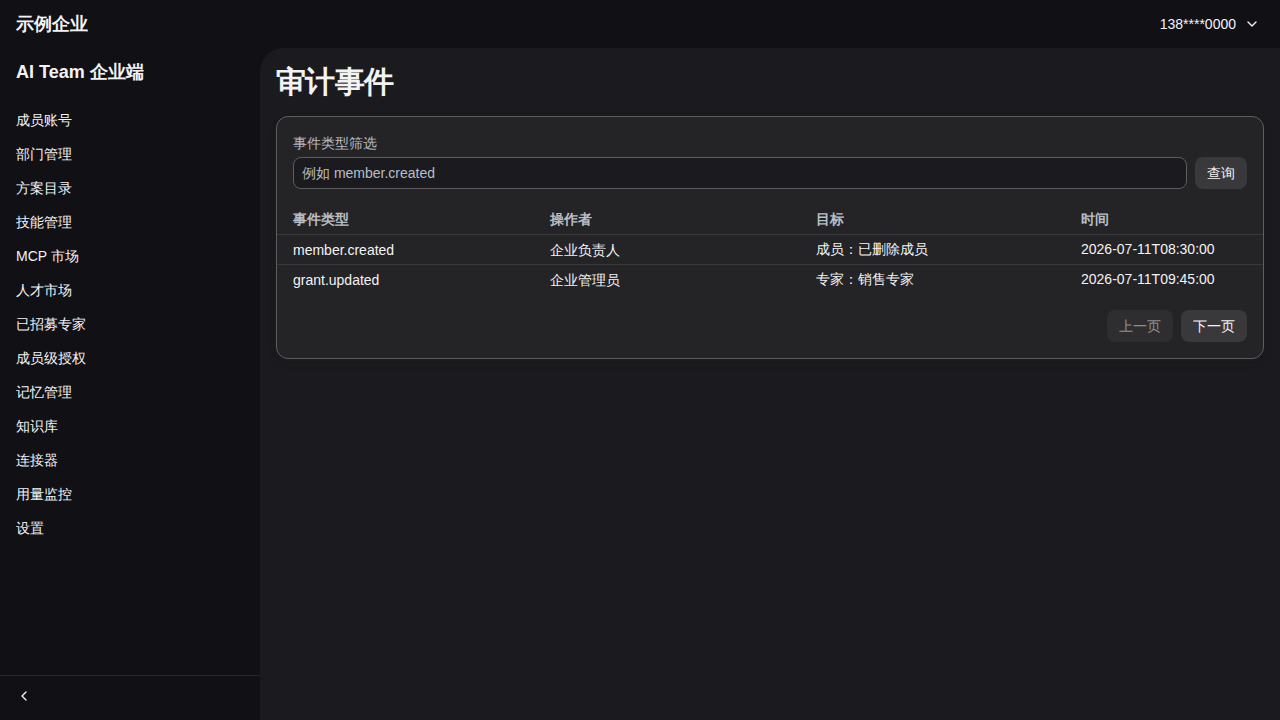 示例企业
138****0000
AI Team 企业端
成员账号
部门管理
方案目录
技能管理
MCP 市场
人才市场
已招募专家
成员级授权
记忆管理
知识库
连接器
用量监控
设置
审计事件
事件类型筛选
例如 member.created
查询
事件类型 操作者 目标 时间
member.created 企业负责人 成员：已删除成员 2026-07-11T08:30:00
grant.updated 企业管理员 专家：销售专家 2026-07-11T09:45:00
上一页 下一页